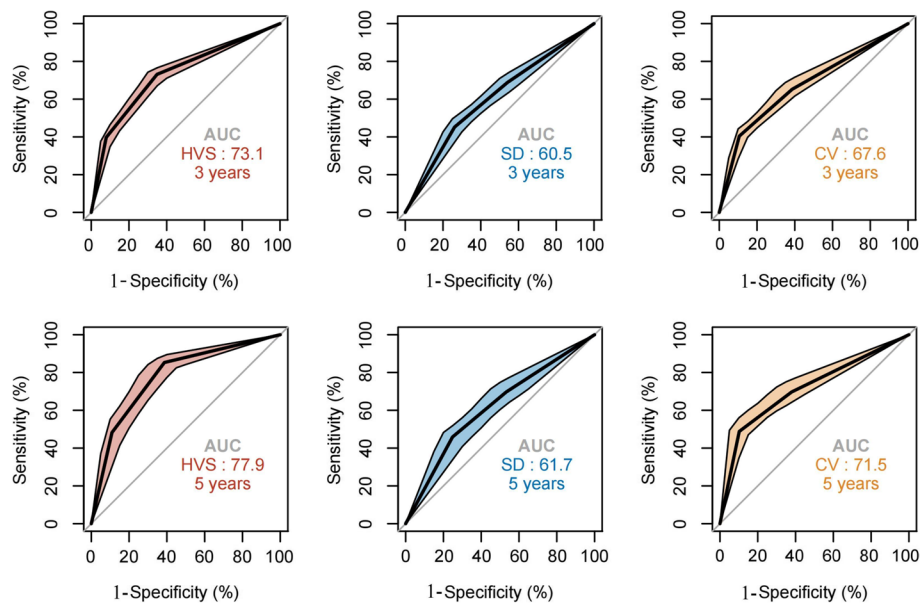 Sensitivity (%)
0 20 40 60 80 100
AUC
HVS : 73.1
3 years
0 20 40 60 80 100
1-Specificity (%)
Sensitivity (%)
0 20 40 60 80 100
AUC
SD : 60.5
3 years
0 20 40 60 80 100
1-Specificity (%)
Sensitivity (%)
0 20 40 60 80 100
AUC
CV : 67.6
3 years
0 20 40 60 80 100
1-Specificity (%)
Sensitivity (%)
0 20 40 60 80 100
AUC
HVS : 77.9
5 years
0 20 40 60 80 100
1-Specificity (%)
Sensitivity (%)
0 20 40 60 80 100
AUC
SD : 61.7
5 years
0 20 40 60 80 100
1-Specificity (%)
Sensitivity (%)
0 20 40 60 80 100
AUC
CV : 71.5
5 years
0 20 40 60 80 100
1-Specificity (%)